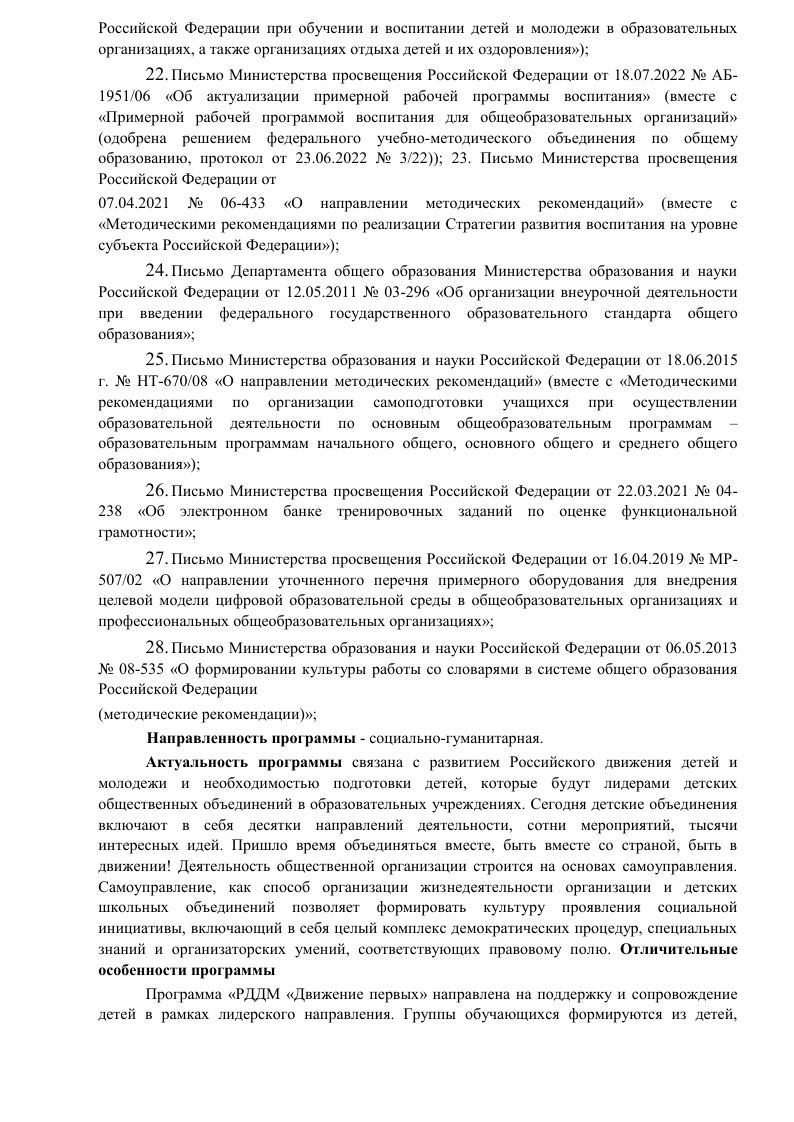 Российской Федерации при обучении и воспитании детей и молодежи в образовательных
организациях, а также организациях отдыха детей и их оздоровления»);
22. Письмо Министерства просвещения Российской Федерации от 18.07.2022 № АБ-
1951/06 «Об актуализации примерной рабочей программы воспитания» (вместе с
«Примерной рабочей программой воспитания для общеобразовательных организаций»
(одобрена решением федерального учебно-методического объединения по общему
образованию, протокол от 23.06.2022 № 3/22)); 23. Письмо Министерства просвещения
Российской Федерации от
07.04.2021 № 06-433 «О направлении методических рекомендаций» (вместе с
«Методическими рекомендациями по реализации Стратегии развития воспитания на уровне
субъекта Российской Федерации»);
24. Письмо Департамента общего образования Министерства образования и науки
Российской Федерации от 12.05.2011 № 03-296 «Об организации внеурочной деятельности
при введении федерального государственного образовательного стандарта общего
образования»;
25. Письмо Министерства образования и науки Российской Федерации от 18.06.2015
г. № НТ-670/08 «О направлении методических рекомендаций» (вместе с «Методическими
рекомендациями по организации самоподготовки учащихся при осуществлении
образовательной деятельности по основным общеобразовательным программам –
образовательным программам начального общего, основного общего и среднего общего
образования»);
26. Письмо Министерства просвещения Российской Федерации от 22.03.2021 № 04-
238 «Об электронном банке тренировочных заданий по оценке функциональной
грамотности»;
27. Письмо Министерства просвещения Российской Федерации от 16.04.2019 № МР-
507/02 «О направлении уточненного перечня примерного оборудования для внедрения
целевой модели цифровой образовательной среды в общеобразовательных организациях и
профессиональных общеобразовательных организациях»;
28. Письмо Министерства образования и науки Российской Федерации от 06.05.2013
№ 08-535 «О формировании культуры работы со словарями в системе общего образования
Российской Федерации
(методические рекомендации)»;
Направленность программы - социально-гуманитарная.
Актуальность программы связана с развитием Российского движения детей и
молодежи и необходимостью подготовки детей, которые будут лидерами детских
общественных объединений в образовательных учреждениях. Сегодня детские объединения
включают в себя десятки направлений деятельности, сотни мероприятий, тысячи
интересных идей. Пришло время объединяться вместе, быть вместе со страной, быть в
движении! Деятельность общественной организации строится на основах самоуправления.
Самоуправление, как способ организации жизнедеятельности организации и детских
школьных объединений позволяет формировать культуру проявления социальной
инициативы, включающий в себя целый комплекс демократических процедур, специальных
знаний и организаторских умений, соответствующих правовому полю. Отличительные
особенности программы
Программа «РДДМ «Движение первых» направлена на поддержку и сопровождение
детей в рамках лидерского направления. Группы обучающихся формируются из детей,